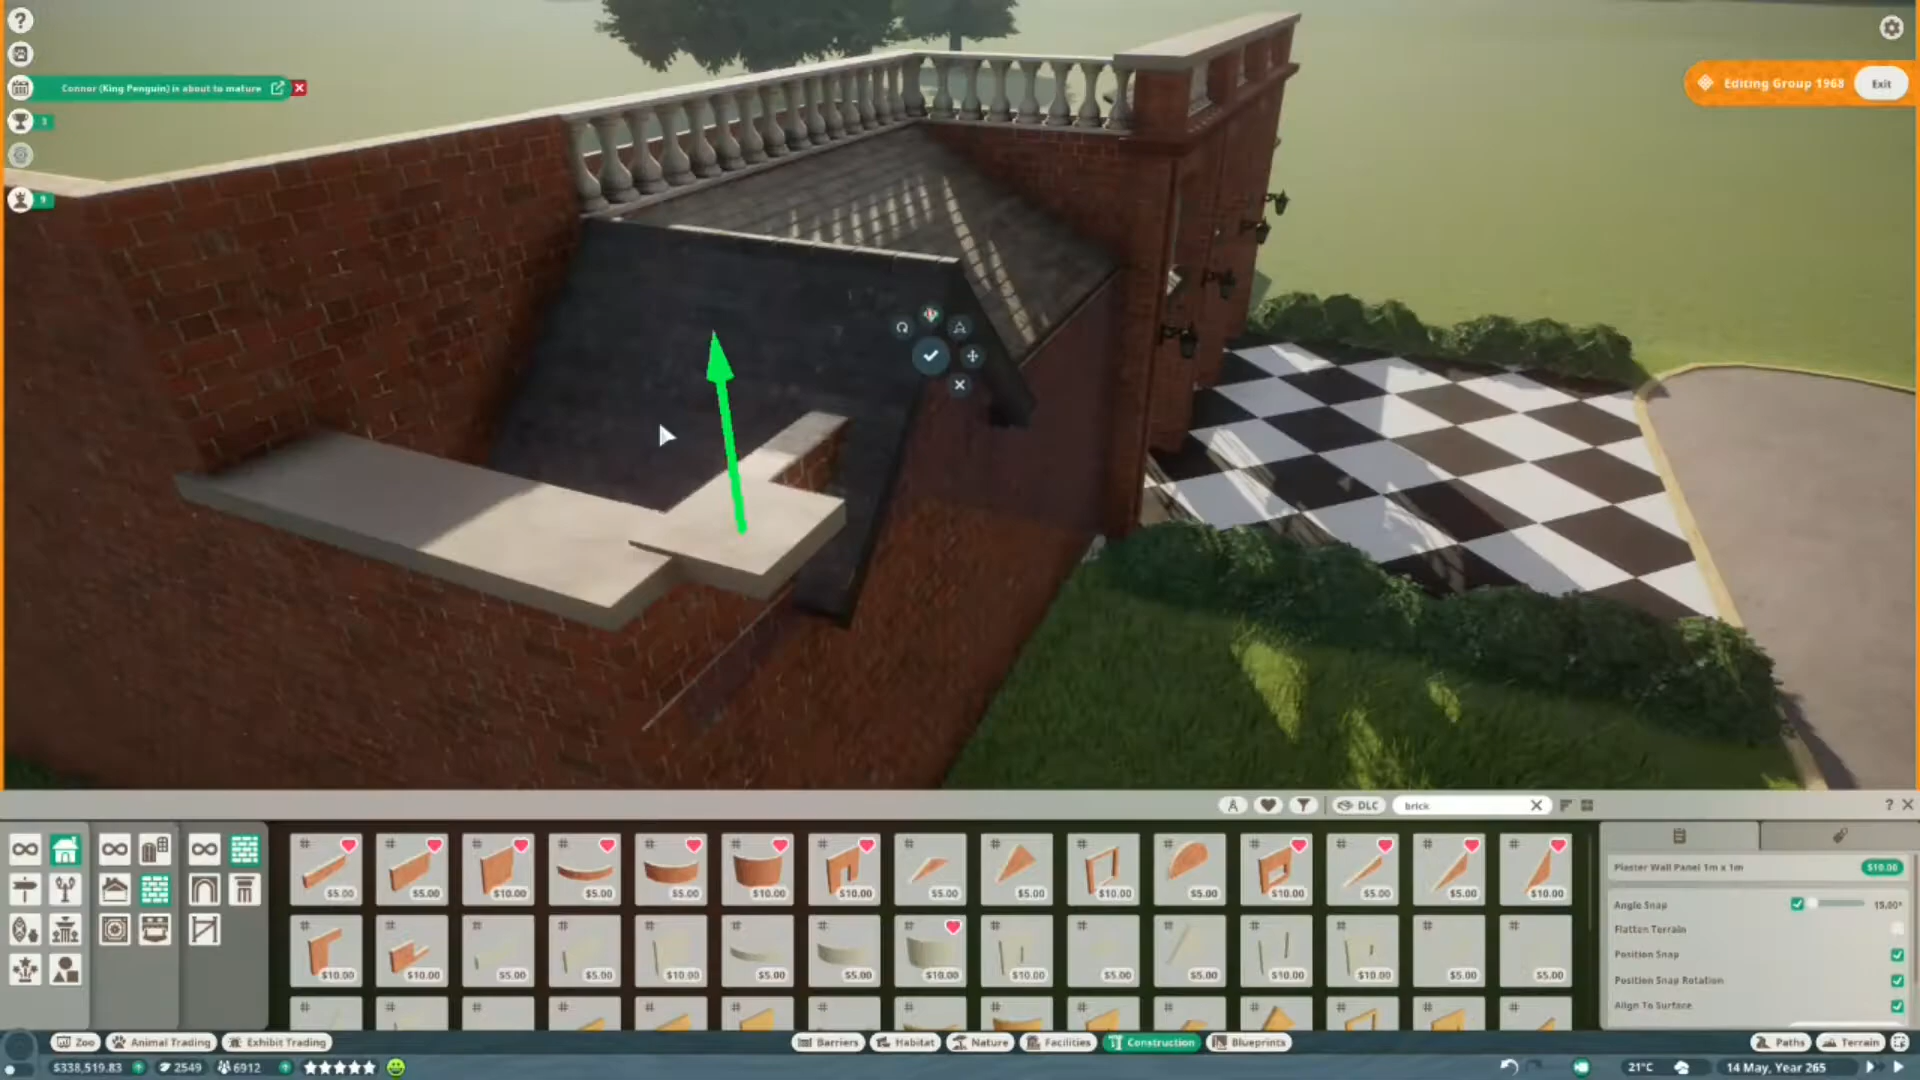 ?
Connor (King Penguin) is about to mature
3
9
Editing Group 1968
Exit
DLC
brick
?
$5.00
$5.00
$10.00
$5.00
$5.00
$10.00
$10.00
$5.00
$5.00
$10.00
$5.00
$10.00
$5.00
$5.00
$10.00
$10.00
$10.00
$5.00
$5.00
$10.00
$5.00
$5.00
$10.00
$10.00
$5.00
$5.00
$10.00
$10.00
$5.00
$5.00
Plaster Wall Panel 1m x 1m
$10.00
Angle Snap
15.00°
Flatten Terrain
Position Snap
Position Snap Rotation
Align To Surface
Zoo
Animal Trading
Exhibit Trading
Barriers
Habitat
Nature
Facilities
Construction
Blueprints
Paths
Terrain
$338,519.83
2549
6912
21°C
14 May, Year 265